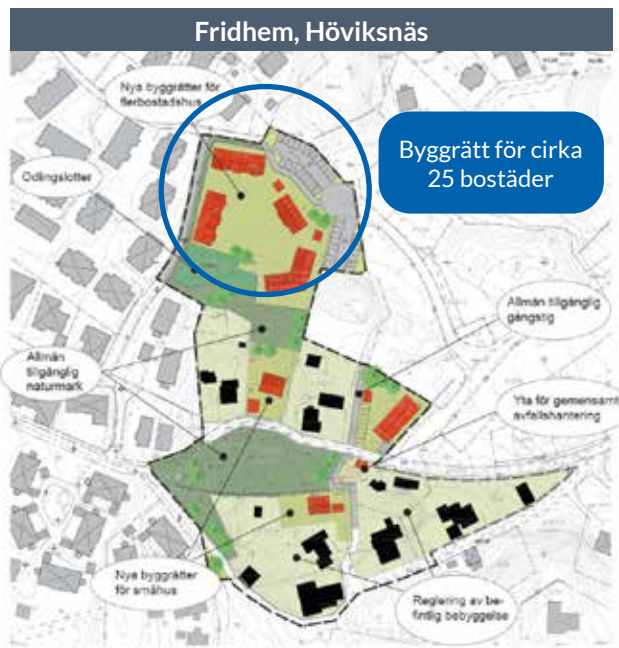 Fridhem, Höviksnäs
Nya byggrätter för
flerbostadshus
Byggrätt för cirka
25 bostäder
Odlingslotter
Allmän tillgänglig
gångstig
Allmän
tillgänglig
naturmark
Yta för gemensamt
avfallshantering
Nya byggrätter
för småhus
Reglering av be-
fintlig bebyggelse